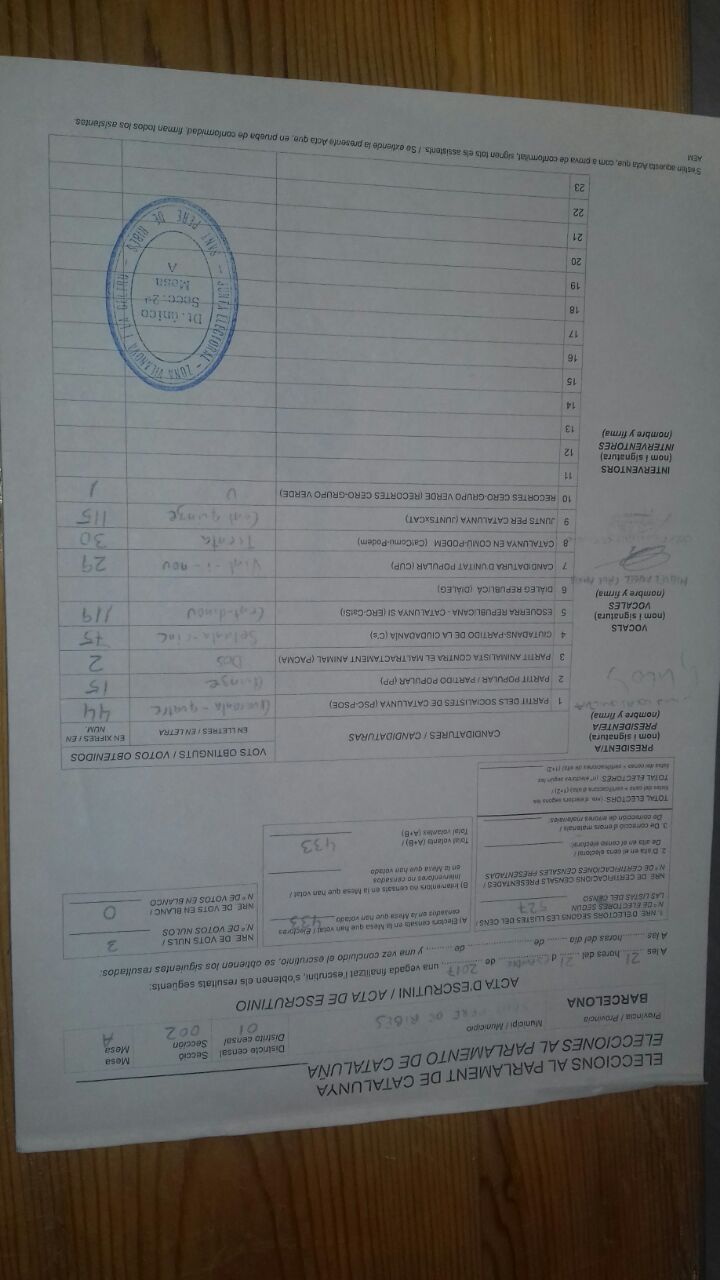 ELECCIONS AL PARLAMENT DE CATALUNYA
ELECCIONES AL PARLAMENTO DE CATALUÑA
Província / Provincia
BARCELONA
Municipi / Municipio
PERE DE RIBES
Districte censal
Distrito censal
01
Secció
Sección
002
Mesa
Mesa
A
ACTA D'ESCRUTINI / ACTA DE ESCRUTINIO
A les 21 hores del 21 d de 2017, una vegada finalitzat l'escrutini, s'obtenen els resultats següents:
A las ......... horas del día ......... de ......... de ......... y una vez concluido el escrutinio, se obtienen los siguientes resultados:
1. NRE. D'ELECTORS SEGONS LES LLISTES DEL CENS /
N.º DE ELECTORES SEGÚN
LAS LISTAS DEL CENSO
527
NRE. DE CERTIFICACIONS CENSALS PRESENTADES /
N.º DE CERTIFICACIONES CENSALES PRESENTADAS
2. D'alta en el cens electoral /
De alta en el censo electoral:
3. De correcció d'errors materials /
De corrección de errores materiales:
TOTAL ELECTORS: (nre. d'electors segons les
llistes del cens + certificacions d'alta) (1+2) /
TOTAL ELECTORES: (n.º electores según las
listas del censo + certificaciones de alta) (1+2)
A) Electors censats en la Mesa que han votat / Electores
censados en la Mesa que han votado 433
B) Interventors no censats en la Mesa que han votat /
Interventores no censados
en la Mesa que han votado
Total votants (A+B) /
Total votantes (A+B)
433
NRE. DE VOTS NULS /
N.º DE VOTOS NULOS
3
NRE. DE VOTS EN BLANC /
N.º DE VOTOS EN BLANCO
0
PRESIDENT/A
(nom i signatura)
PRESIDENTE/A
(nombre y firma)
VOCALS
(nom i signatura)
VOCALES
(nombre y firma)
INTERVENTORS
(nom i signatura)
INTERVENTORES
(nombre y firma)
CANDIDATURES / CANDIDATURAS
VOTS OBTINGUTS / VOTOS OBTENIDOS
EN LLETRES / EN LETRA
EN XIFRES / EN NÚM.
1 PARTIT DELS SOCIALISTES DE CATALUNYA (PSC-PSOE) Quaranta-quatre 44
2 PARTIT POPULAR / PARTIDO POPULAR (PP) Quinze 15
3 PARTIT ANIMALISTA CONTRA EL MALTRACTAMENT ANIMAL (PACMA) Dos 2
4 CIUTADANS-PARTIDO DE LA CIUDADANÍA (C's) Setanta-cinc 75
5 ESQUERRA REPUBLICANA - CATALUNYA SÍ (ERC-CatSí) Cent-dinou 119
6 DIÀLEG REPUBLICÀ (DIÀLEG)
7 CANDIDATURA D'UNITAT POPULAR (CUP) Vint-i-nou 29
8 CATALUNYA EN COMÚ-PODEM (CatComú-Podem) Trenta 30
9 JUNTS PER CATALUNYA (JUNTSxCAT) Cent quinze 115
10 RECORTES CERO-GRUPO VERDE (RECORTES CERO-GRUPO VERDE) U 1
11
12
13
14
15
16
17
18
19
20
21
22
23
JUNTA ELECTORAL - ZONA VILANOVA I LA GELTRÚ - SANT PERE DE RIBES
Dt. único
Secc. 2ª
Mesa
A
S'estén aquesta Acta que, com a prova de conformitat, signen tots els assistents. / Se extiende la presente Acta que, en prueba de conformidad, firman todos los asistentes.
AEM